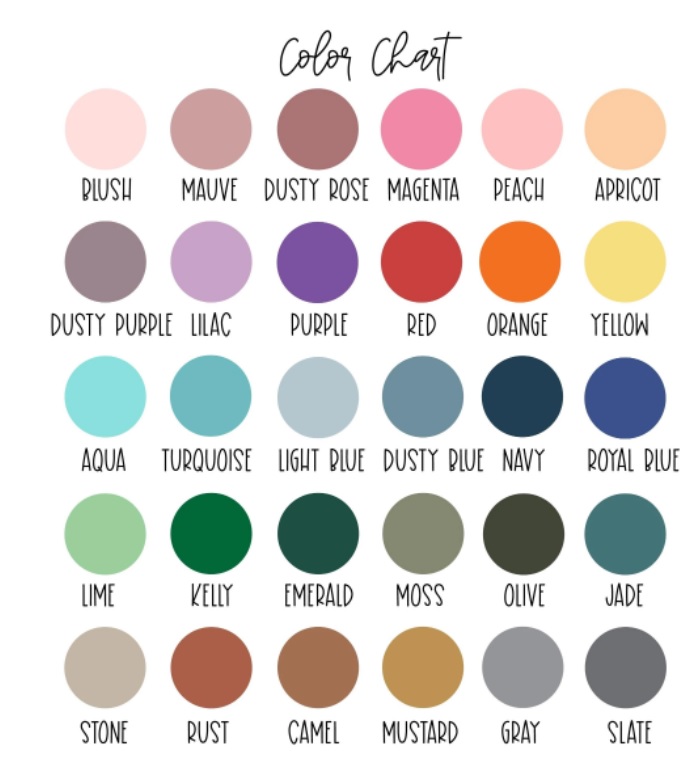 Color Chart
BLUSH MAUVE DUSTY ROSE MAGENTA PEACH APRICOT
DUSTY PURPLE LILAC PURPLE RED ORANGE YELLOW
AQUA TURQUOISE LIGHT BLUE DUSTY BLUE NAVY ROYAL BLUE
LIME KELLY EMERALD MOSS OLIVE JADE
STONE RUST CAMEL MUSTARD GRAY SLATE